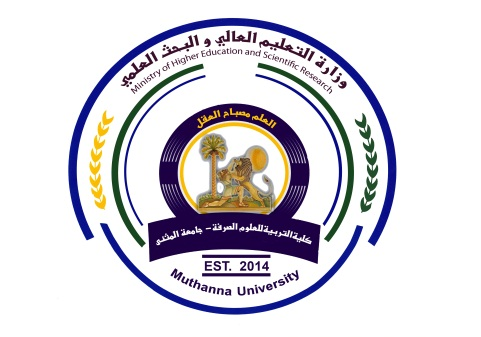 وزارة التعليم العالي و البحث العلمي
Ministry of Higher Education and Scientific Research
العلم مصباح العقل
كلية التربية للعلوم الصرفة - جامعة المثنى
EST. 2014
Muthanna University